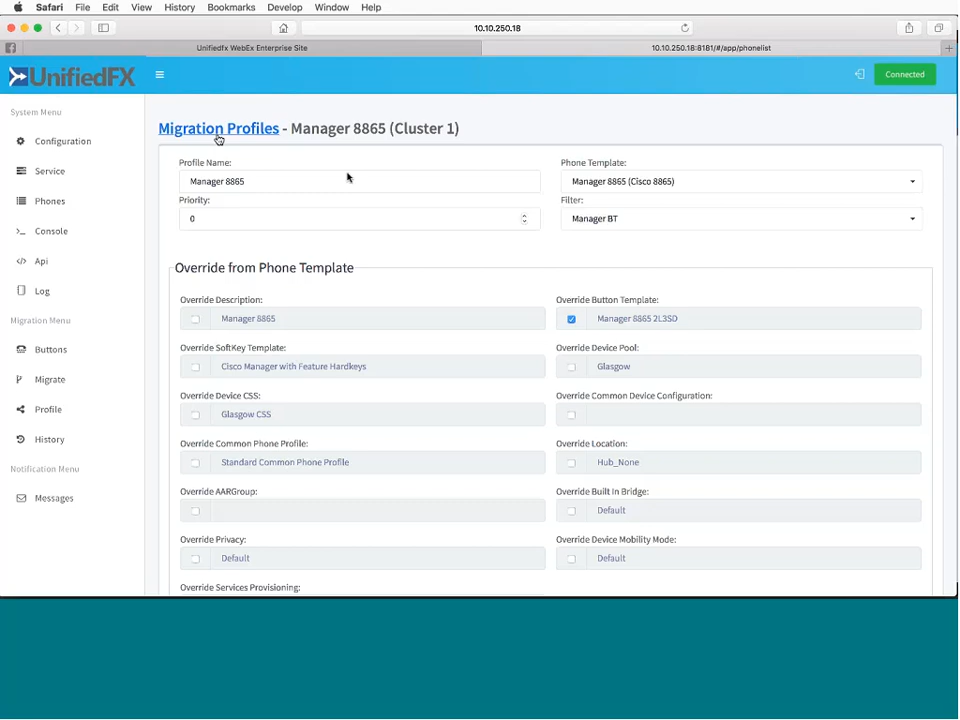 Safari File Edit View History Bookmarks Develop Window Help
10.10.250.18
Unifiedfx WebEx Enterprise Site
10.10.250.18:8181/#/app/phonelist
UnifiedFX
Connected
System Menu
Configuration
Service
Phones
Console
Api
Log
Migration Menu
Buttons
Migrate
Profile
History
Notification Menu
Messages
Migration Profiles - Manager 8865 (Cluster 1)
Profile Name:
Manager 8865
Phone Template:
Manager 8865 (Cisco 8865)
Priority:
0
Filter:
Manager BT
Override from Phone Template
Override Description:
Manager 8865
Override Button Template:
Manager 8865 2L3SD
Override SoftKey Template:
Cisco Manager with Feature Hardkeys
Override Device Pool:
Glasgow
Override Device CSS:
Glasgow CSS
Override Common Device Configuration:
Override Common Phone Profile:
Standard Common Phone Profile
Override Location:
Hub_None
Override AARGroup:
Override Built In Bridge:
Default
Override Privacy:
Default
Override Device Mobility Mode:
Default
Override Services Provisioning: